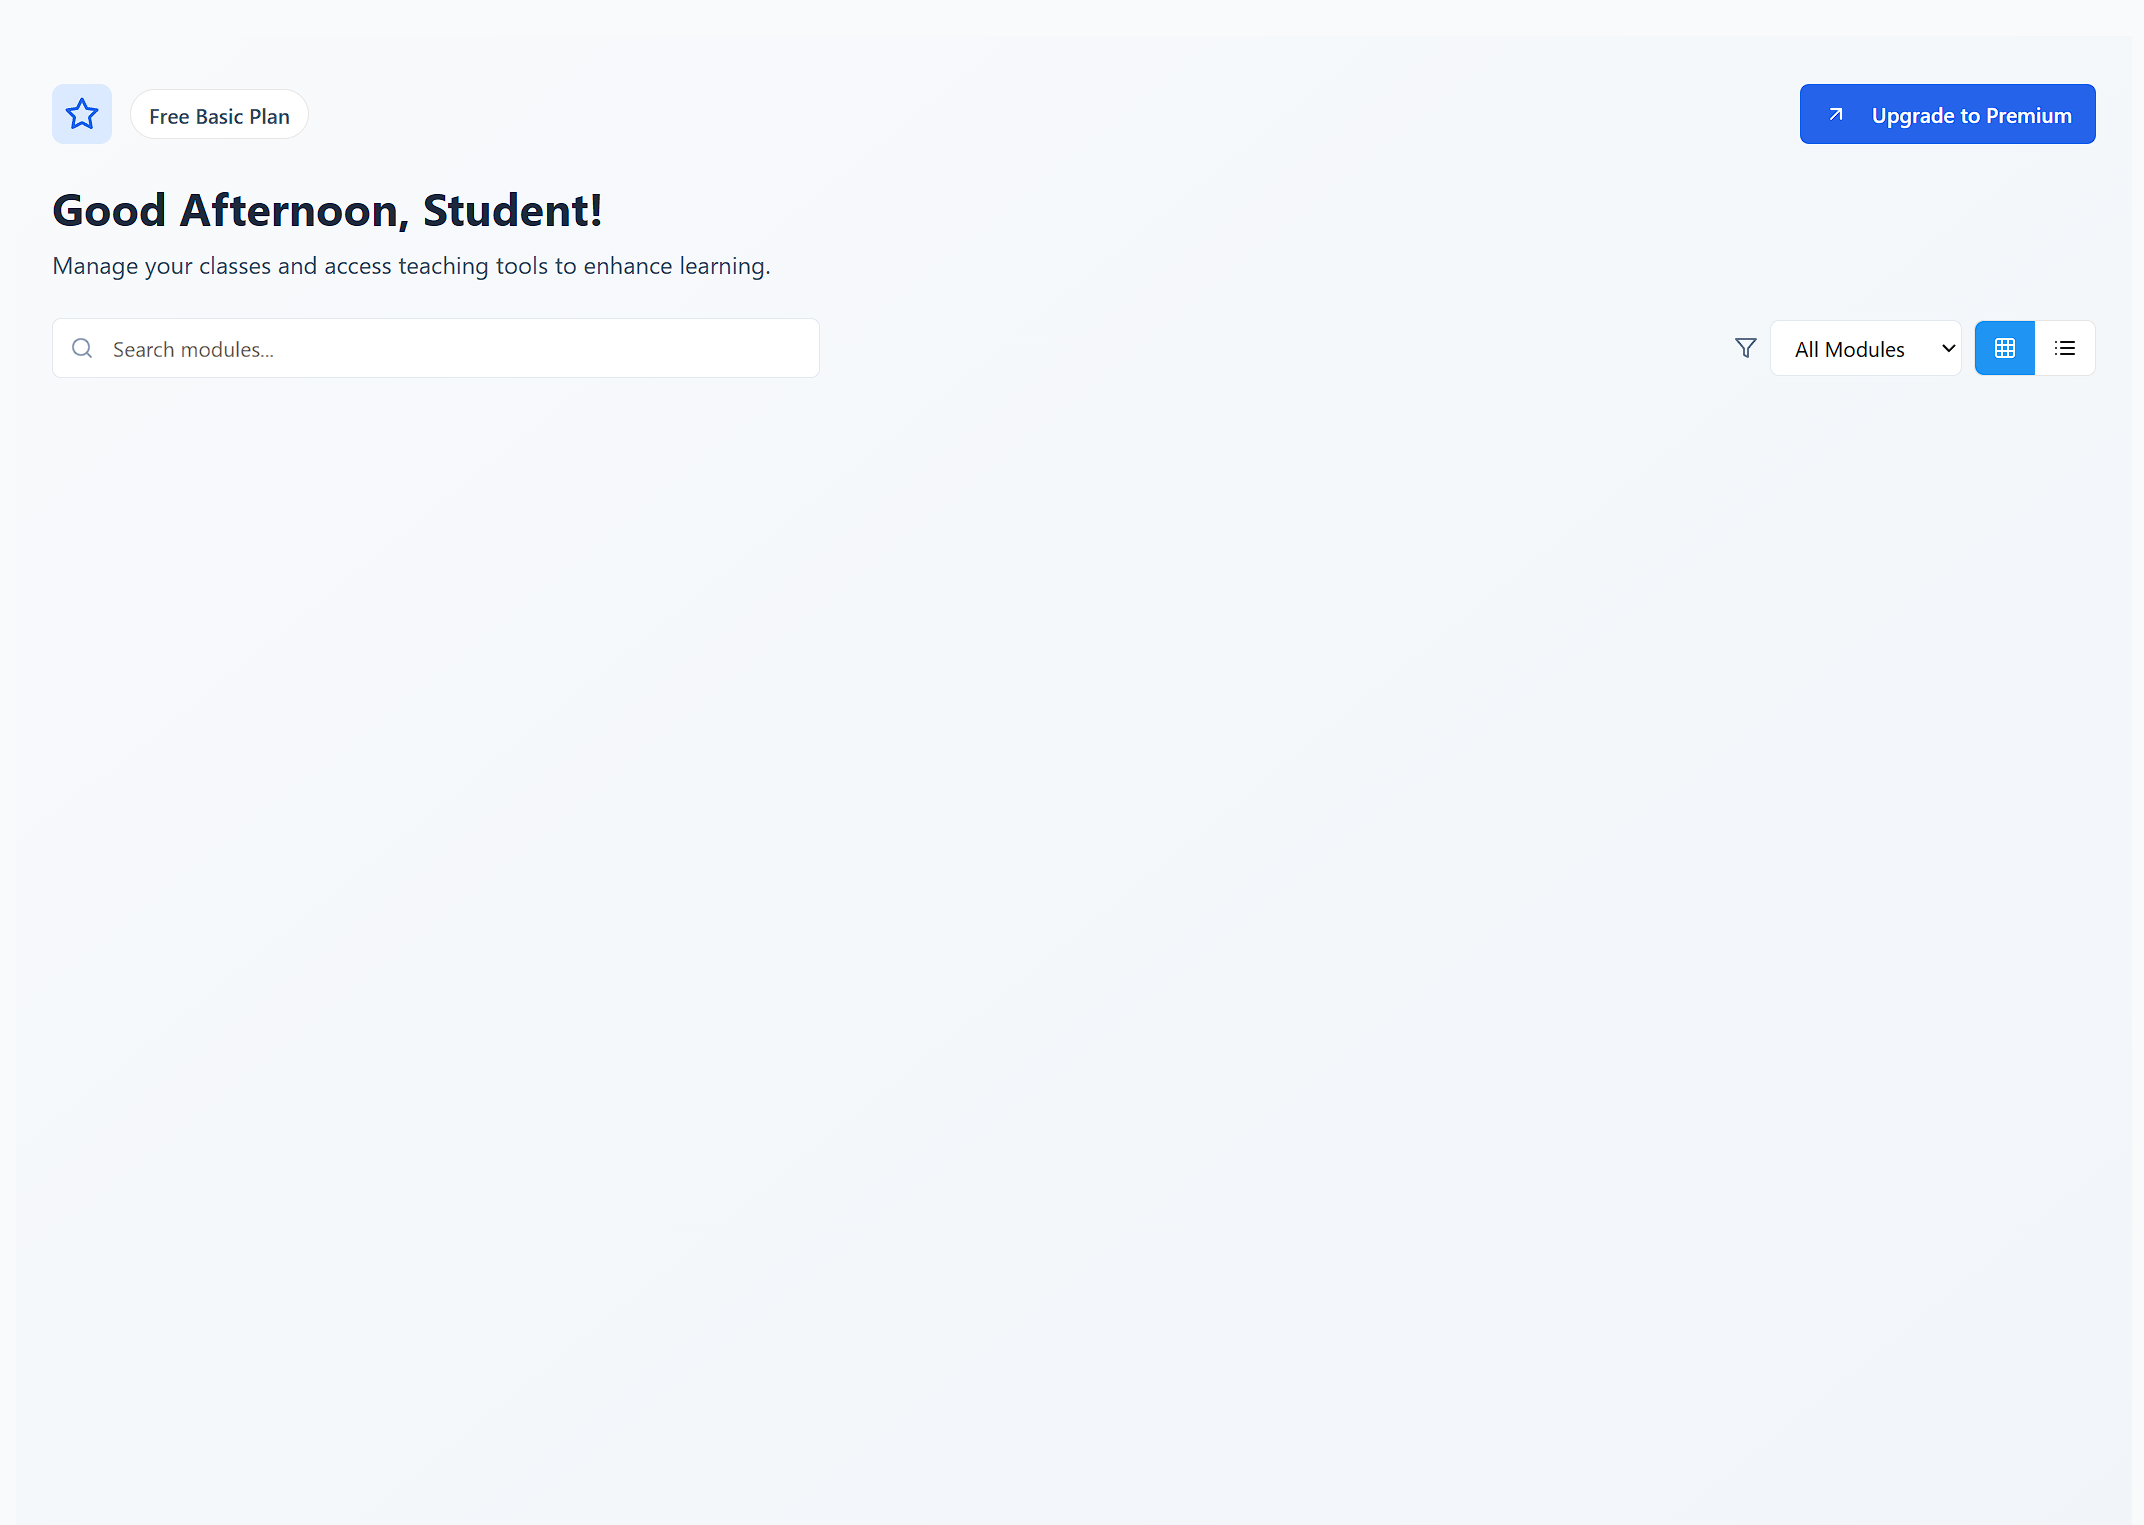 Free Basic Plan
Upgrade to Premium
Good Afternoon, Student!
Manage your classes and access teaching tools to enhance learning.
Search modules...
All Modules